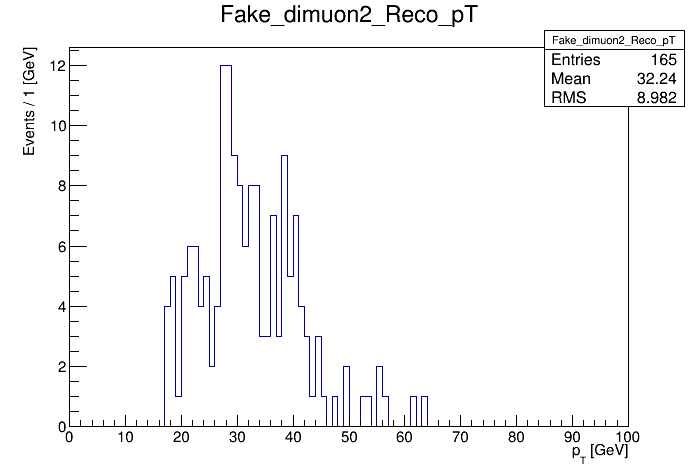 Fake_dimuon2_Reco_pT
Fake_dimuon2_Reco_pT
Entries 165
Mean 32.24
RMS 8.982
Events / 1 [GeV]
12
10
8
6
4
2
0
0 10 20 30 40 50 60 70 80 90 100
p_T [GeV]